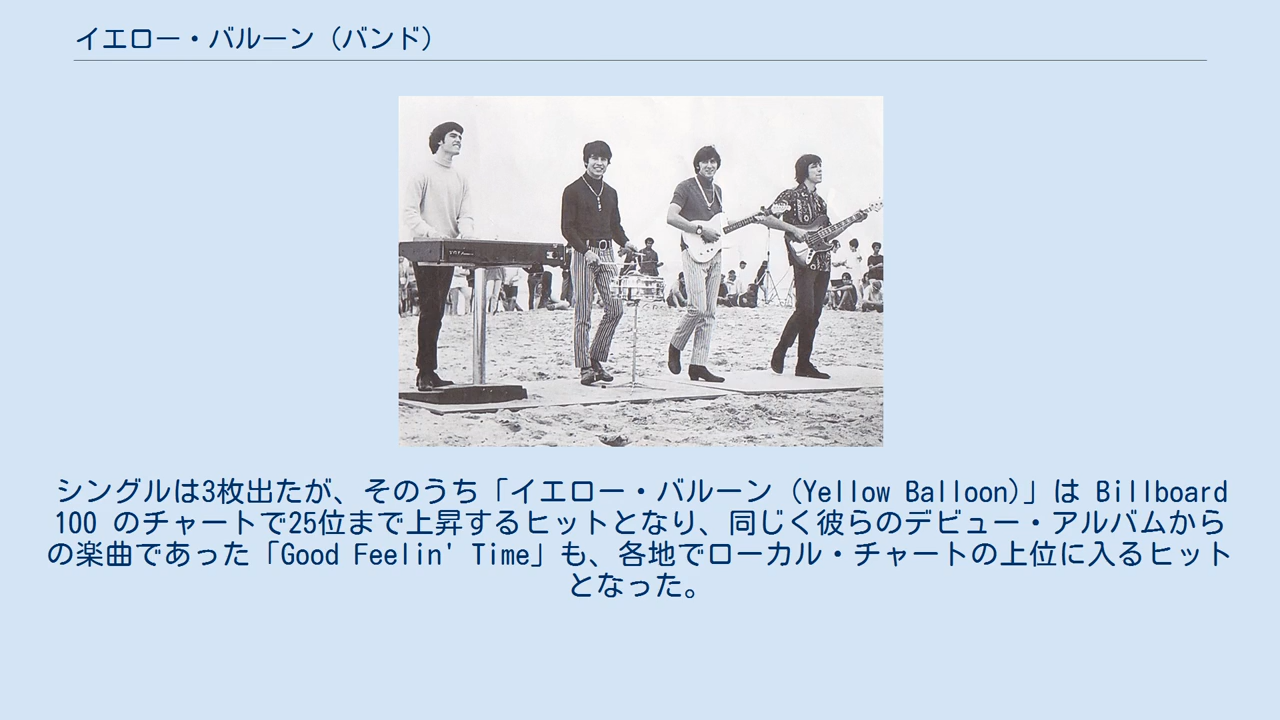 イエロー・バルーン（バンド）
シングルは3枚出たが、そのうち「イエロー・バルーン（Yellow Balloon）」は Billboard
100 のチャートで25位まで上昇するヒットとなり、同じく彼らのデビュー・アルバムから
の楽曲であった「Good Feelin' Time」も、各地でローカル・チャートの上位に入るヒット
となった。